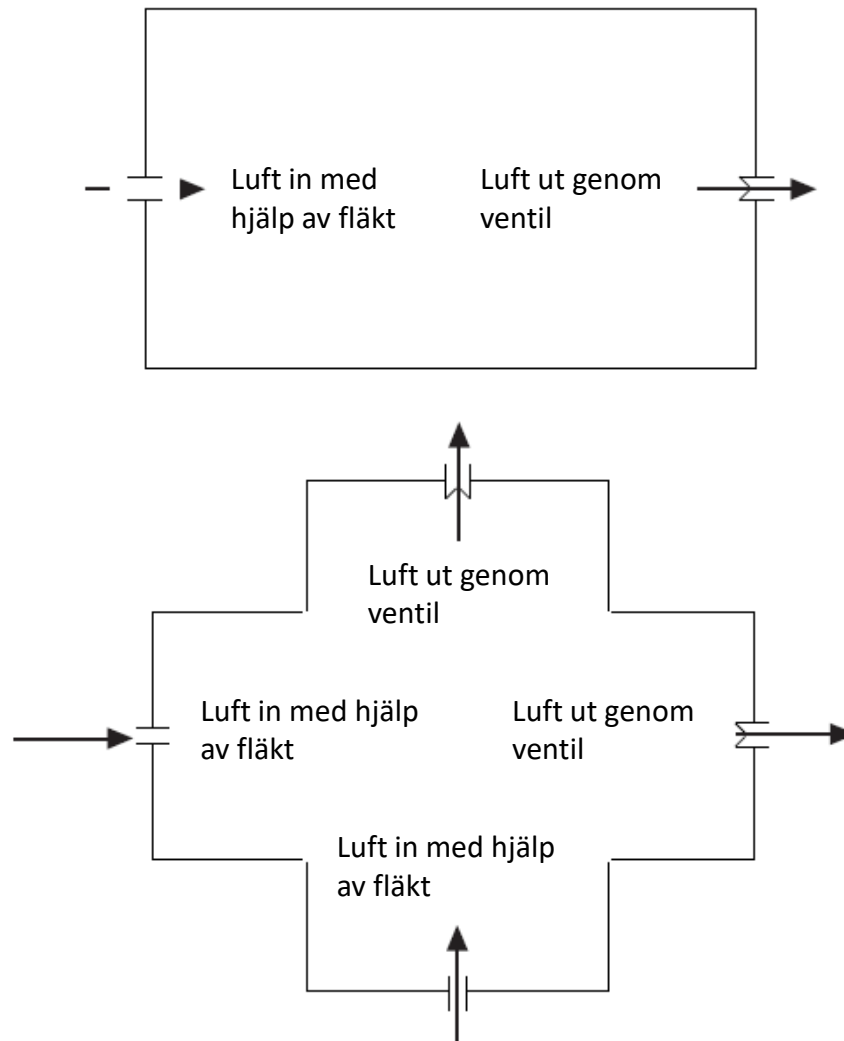 Luft in med
hjälp av fläkt
Luft ut genom
ventil
Luft ut genom
ventil
Luft in med hjälp
av fläkt
Luft ut genom
ventil
Luft in med hjälp
av fläkt